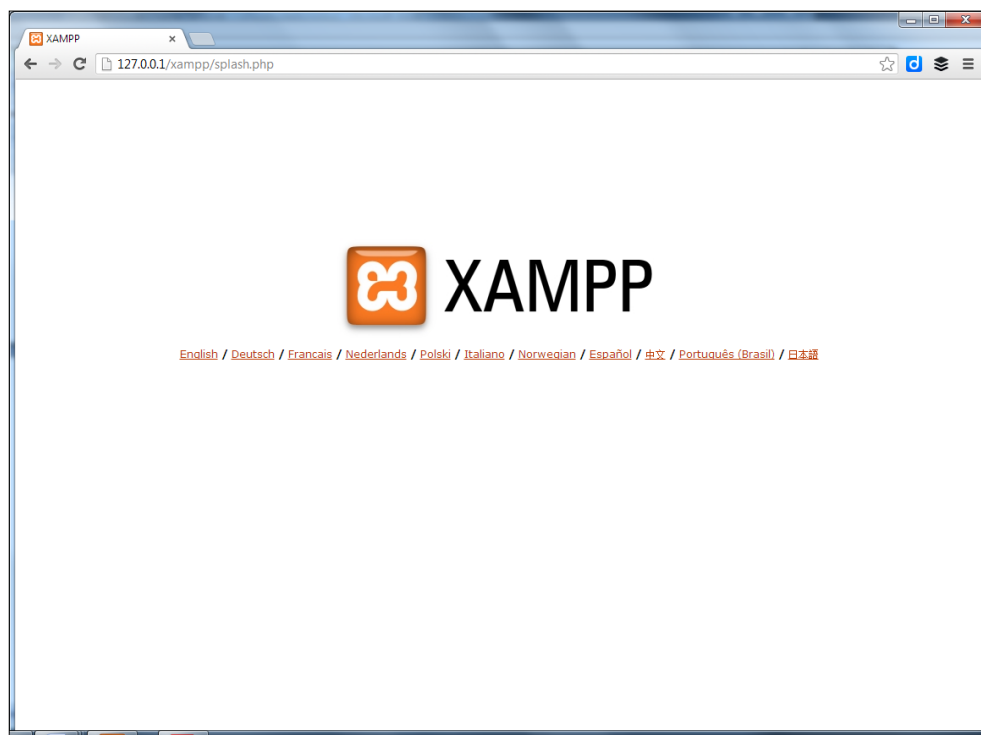 XAMPP
127.0.0.1/xampp/splash.php
XAMPP
English / Deutsch / Francais / Nederlands / Polski / Italiano / Norwegian / Español / 中文 / Português (Brasil) / 日本語